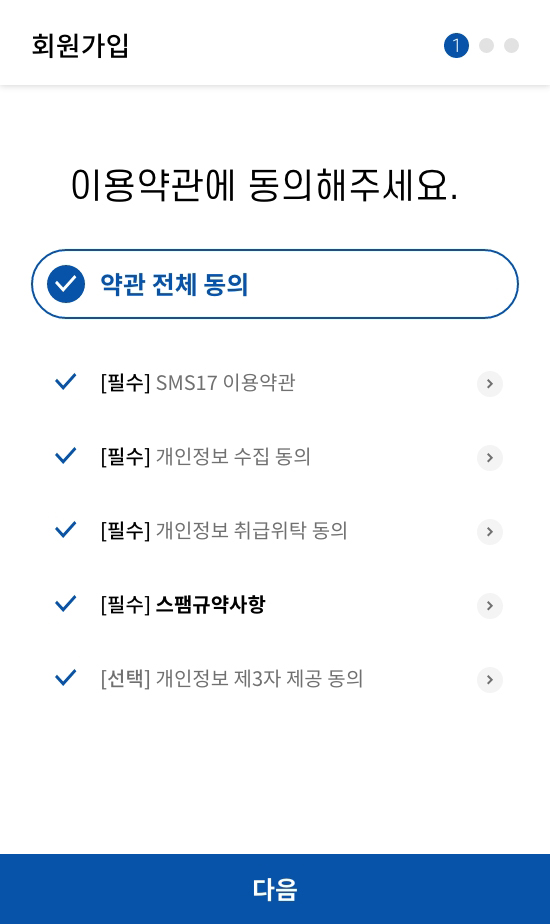 회원가입
1
이용약관에 동의해주세요.
약관 전체 동의
[필수] SMS17 이용약관
[필수] 개인정보 수집 동의
[필수] 개인정보 취급위탁 동의
[필수] 스팸규약사항
[선택] 개인정보 제3자 제공 동의
다음